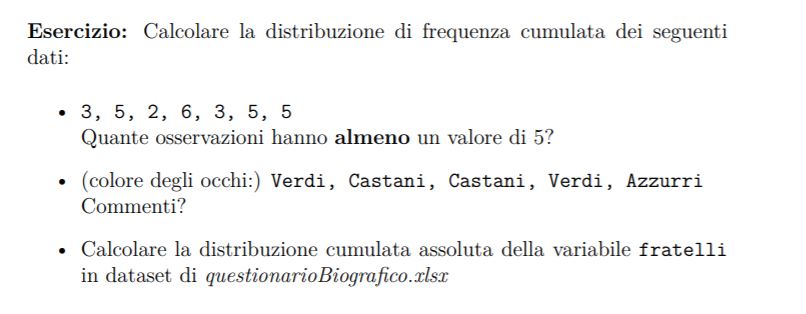 Esercizio: Calcolare la distribuzione di frequenza cumulata dei seguenti
dati:
• 3, 5, 2, 6, 3, 5, 5
Quante osservazioni hanno almeno un valore di 5?
• (colore degli occhi:) Verdi, Castani, Castani, Verdi, Azzurri
Commenti?
• Calcolare la distribuzione cumulata assoluta della variabile fratelli
in dataset di questionarioBiografico.xlsx